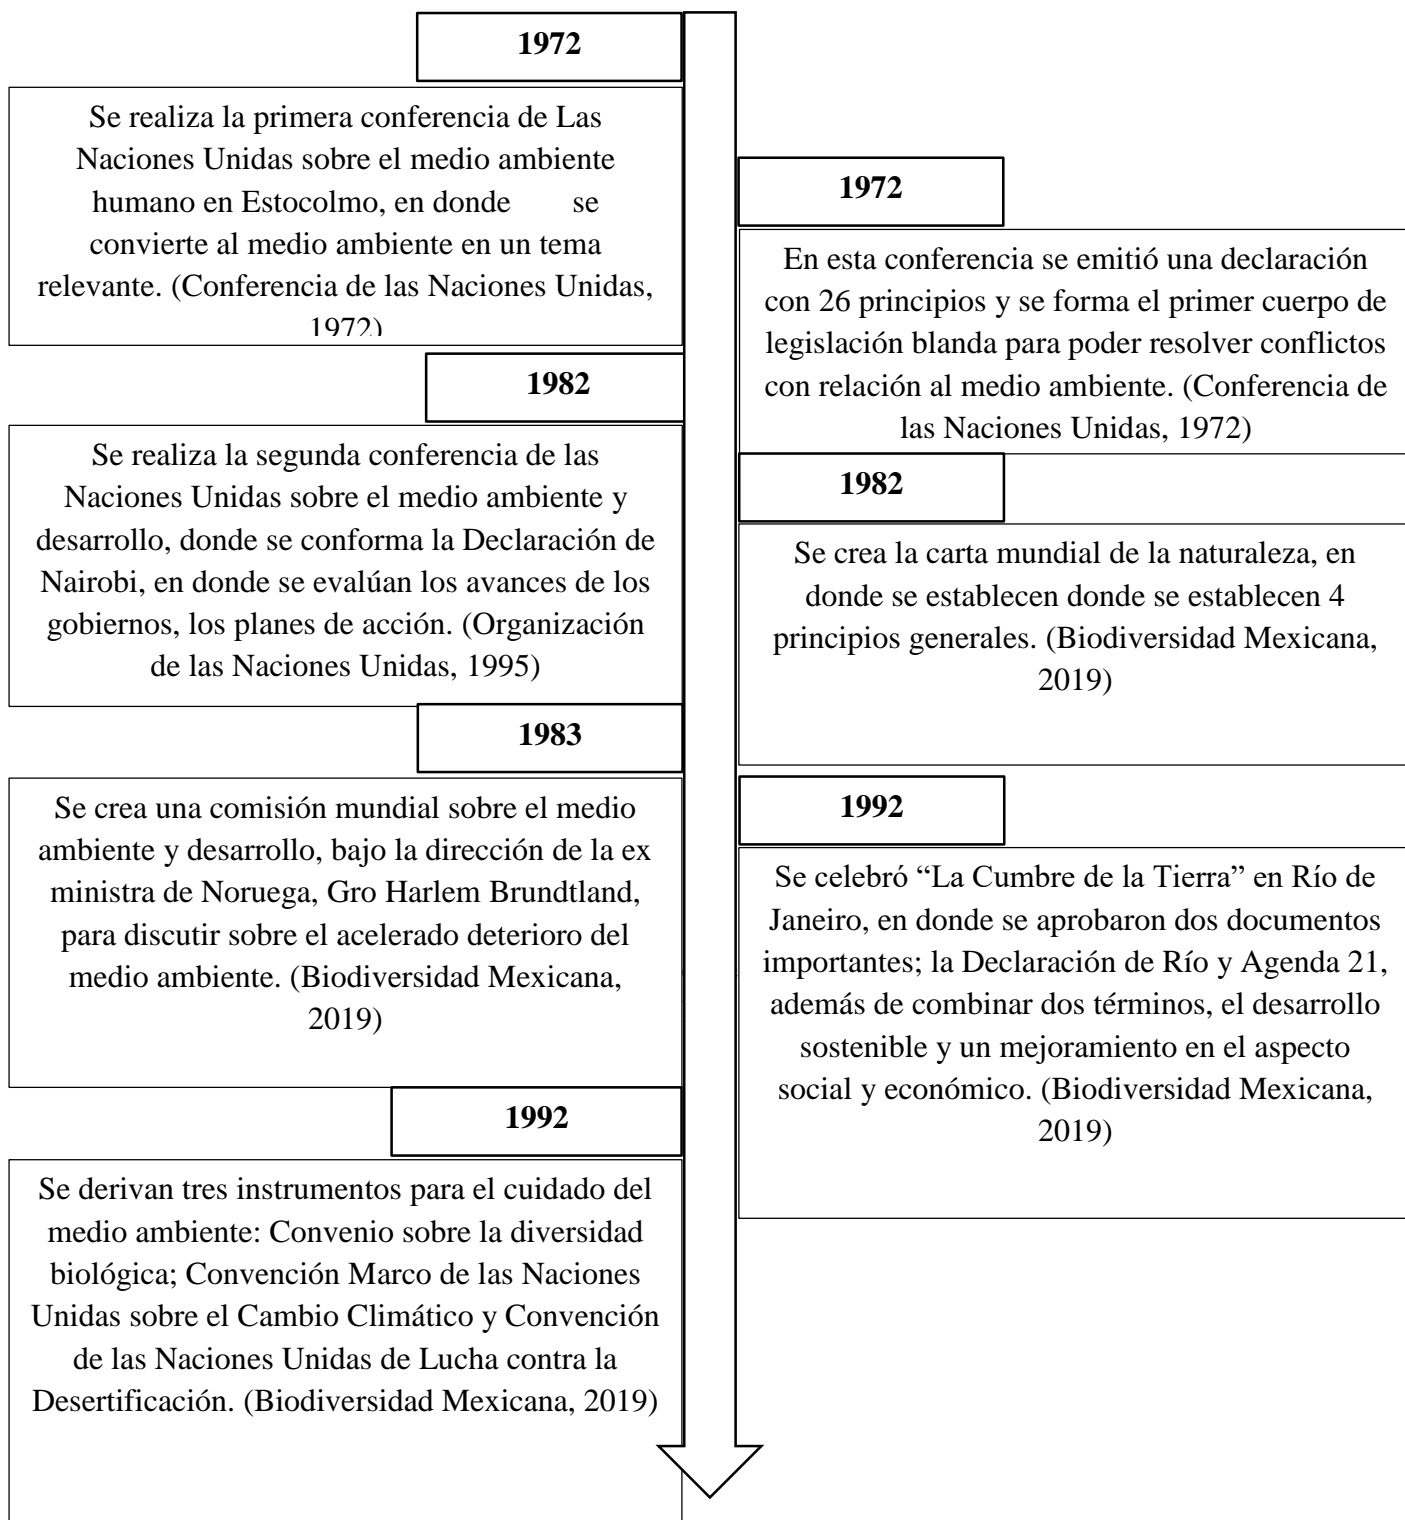 1972
Se realiza la primera conferencia de Las
Naciones Unidas sobre el medio ambiente
humano en Estocolmo, en donde se
convierte al medio ambiente en un tema
relevante. (Conferencia de las Naciones Unidas,
1972)
1972
En esta conferencia se emitió una declaración
con 26 principios y se forma el primer cuerpo de
legislación blanda para poder resolver conflictos
con relación al medio ambiente. (Conferencia de
las Naciones Unidas, 1972)
1982
Se realiza la segunda conferencia de las
Naciones Unidas sobre el medio ambiente y
desarrollo, donde se conforma la Declaración de
Nairobi, en donde se evalúan los avances de los
gobiernos, los planes de acción. (Organización
de las Naciones Unidas, 1995)
1982
Se crea la carta mundial de la naturaleza, en
donde se establecen donde se establecen 4
principios generales. (Biodiversidad Mexicana,
2019)
1983
Se crea una comisión mundial sobre el medio
ambiente y desarrollo, bajo la dirección de la ex
ministra de Noruega, Gro Harlem Brundtland,
para discutir sobre el acelerado deterioro del
medio ambiente. (Biodiversidad Mexicana,
2019)
1992
Se celebró “La Cumbre de la Tierra” en Río de
Janeiro, en donde se aprobaron dos documentos
importantes; la Declaración de Río y Agenda 21,
además de combinar dos términos, el desarrollo
sostenible y un mejoramiento en el aspecto
social y económico. (Biodiversidad Mexicana,
2019)
1992
Se derivan tres instrumentos para el cuidado del
medio ambiente: Convenio sobre la diversidad
biológica; Convención Marco de las Naciones
Unidas sobre el Cambio Climático y Convención
de las Naciones Unidas de Lucha contra la
Desertificación. (Biodiversidad Mexicana, 2019)